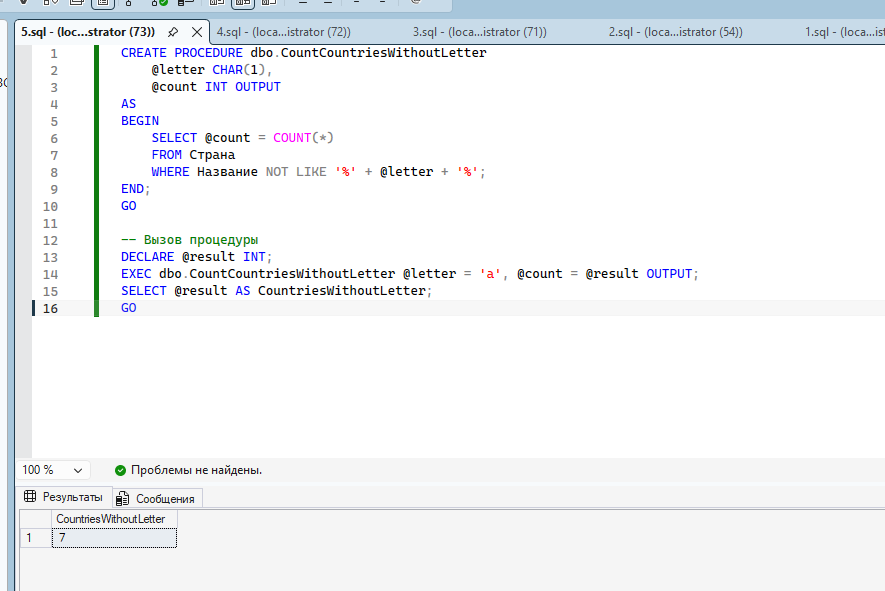 5.sql - (loc...strator (73))
4.sql - (loca...istrator (72))
3.sql - (loca...istrator (71))
2.sql - (loca...istrator (54))
1.sql - (loca...ist
1 CREATE PROCEDURE dbo.CountCountriesWithoutLetter
2 @letter CHAR(1),
3 @count INT OUTPUT
4 AS
5 BEGIN
6 SELECT @count = COUNT(*)
7 FROM Страна
8 WHERE Название NOT LIKE '%' + @letter + '%';
9 END;
10 GO
11
12 -- Вызов процедуры
13 DECLARE @result INT;
14 EXEC dbo.CountCountriesWithoutLetter @letter = 'a', @count = @result OUTPUT;
15 SELECT @result AS CountriesWithoutLetter;
16 GO
100 %
Проблемы не найдены.
Результаты
Сообщения
CountriesWithoutLetter
1 7